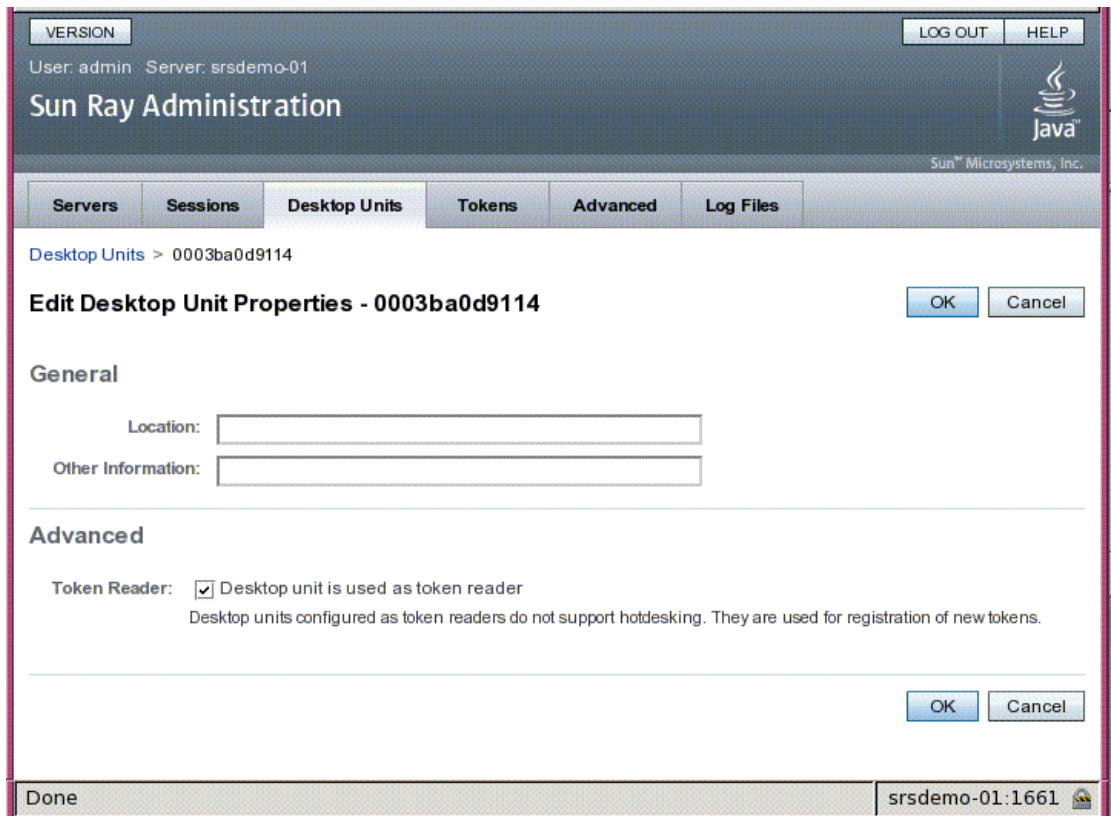 VERSION LOG OUT HELP
User: admin Server: srsdemo-01
Sun Ray Administration
Java™
Sun™ Microsystems, Inc.
Servers Sessions Desktop Units Tokens Advanced Log Files
Desktop Units > 0003ba0d9114
Edit Desktop Unit Properties - 0003ba0d9114 OK Cancel
General
Location:
Other Information:
Advanced
Token Reader: Desktop unit is used as token reader
Desktop units configured as token readers do not support hotdesking. They are used for registration of new tokens.
OK Cancel
Done srsdemo-01:1661